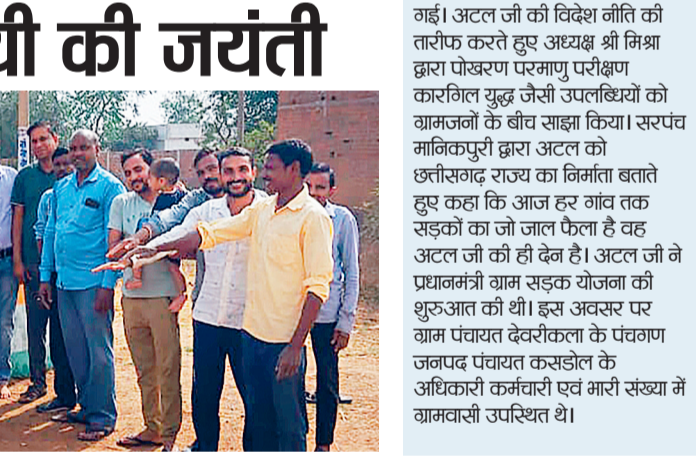 की जयंती
गई। अटल जी की विदेश नीति की
तारीफ करते हुए अध्यक्ष श्री मिश्रा
द्वारा पोखरण परमाणु परीक्षण
कारगिल युद्ध जैसी उपलब्धियों को
ग्रामजनों के बीच साझा किया। सरपंच
मानिकपुरी द्वारा अटल को
छत्तीसगढ़ राज्य का निर्माता बताते
हुए कहा कि आज हर गांव तक
सड़कों का जो जाल फैला है वह
अटल जी की ही देन है। अटल जी ने
प्रधानमंत्री ग्राम सड़क योजना की
शुरुआत की थी। इस अवसर पर
ग्राम पंचायत देवरीकला के पंचगण
जनपद पंचायत कसडोल के
अधिकारी कर्मचारी एवं भारी संख्या में
ग्रामवासी उपस्थित थे।